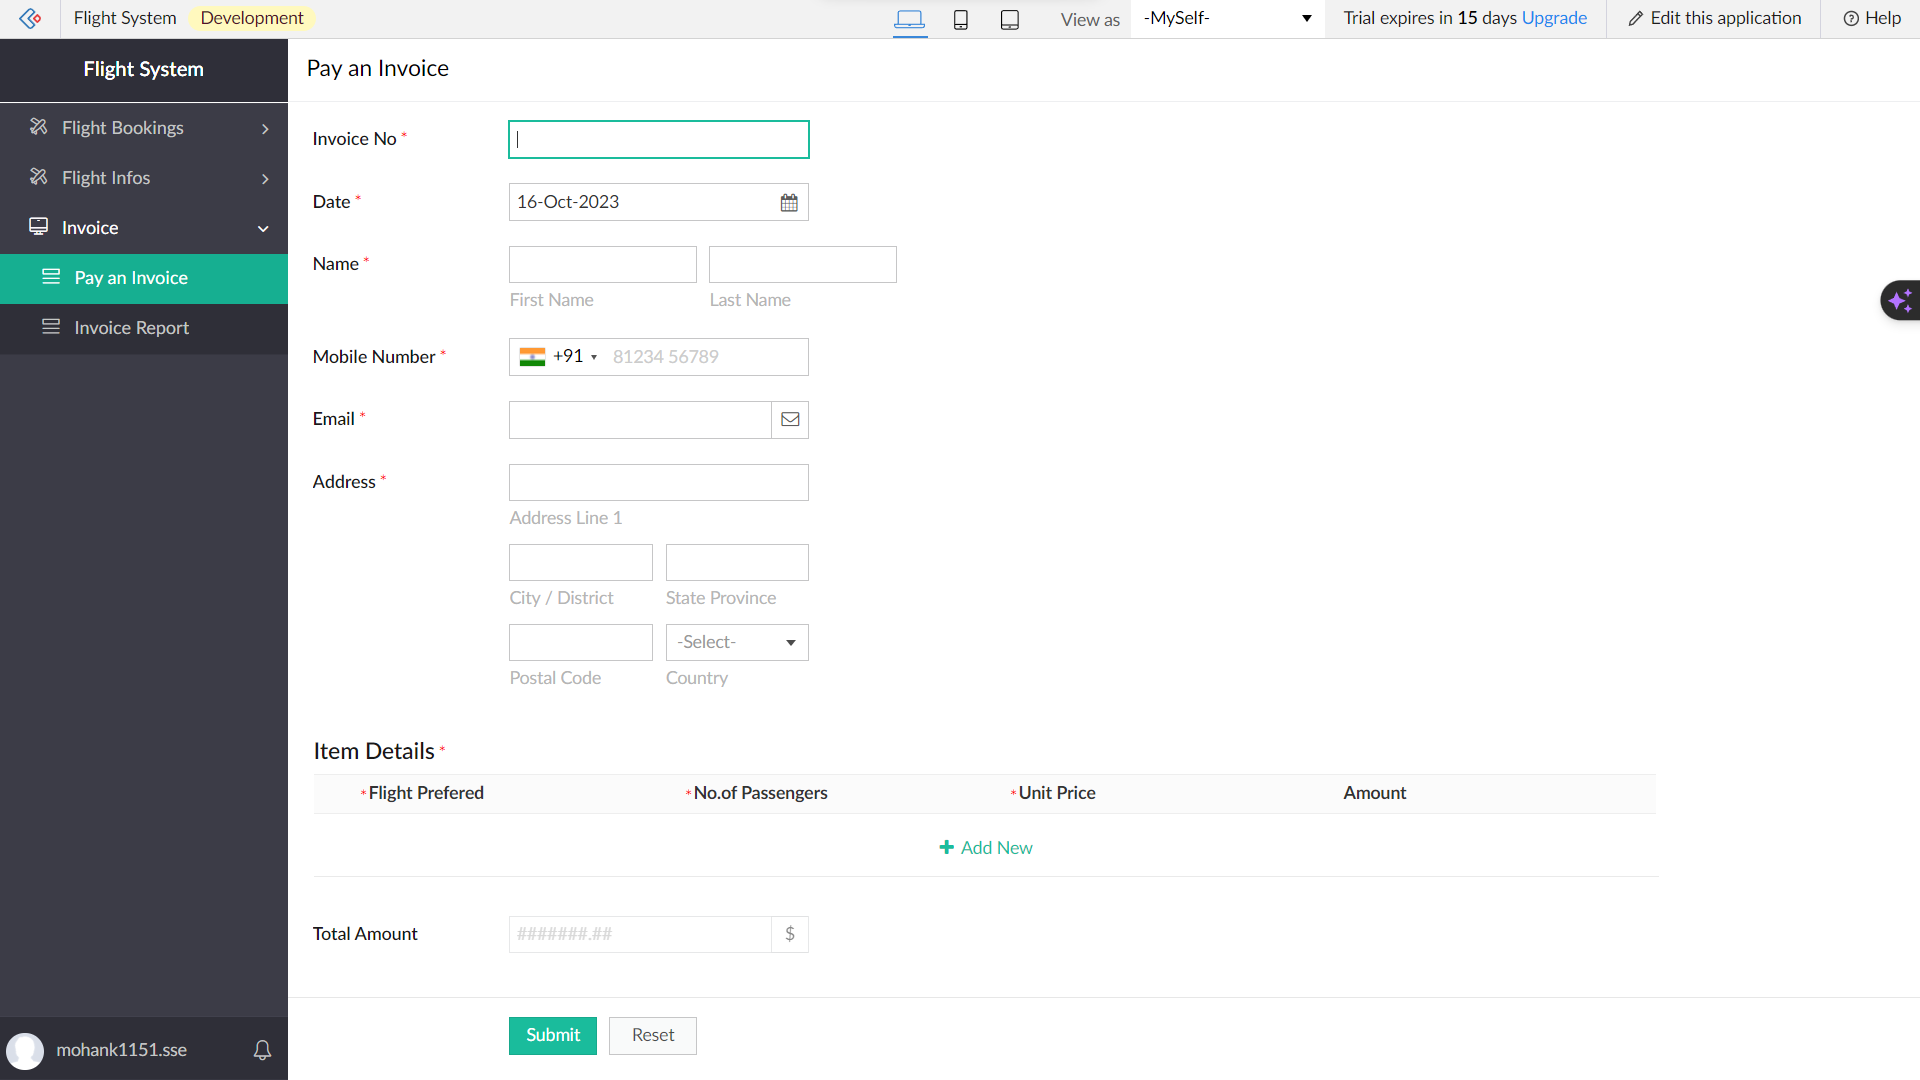 Flight System Development View as -MySelf- Trial expires in 15 days Upgrade Edit this application Help
Flight System
Flight Bookings
Flight Infos
Invoice
Pay an Invoice
Invoice Report
mohank1151.sse
Pay an Invoice
Invoice No *
Date * 16-Oct-2023
Name *
First Name Last Name
Mobile Number * +91 81234 56789
Email *
Address *
Address Line 1
City / District State Province
-Select-
Postal Code Country
Item Details *
*Flight Prefered *No.of Passengers *Unit Price Amount
+ Add New
Total Amount #######.## $
Submit Reset